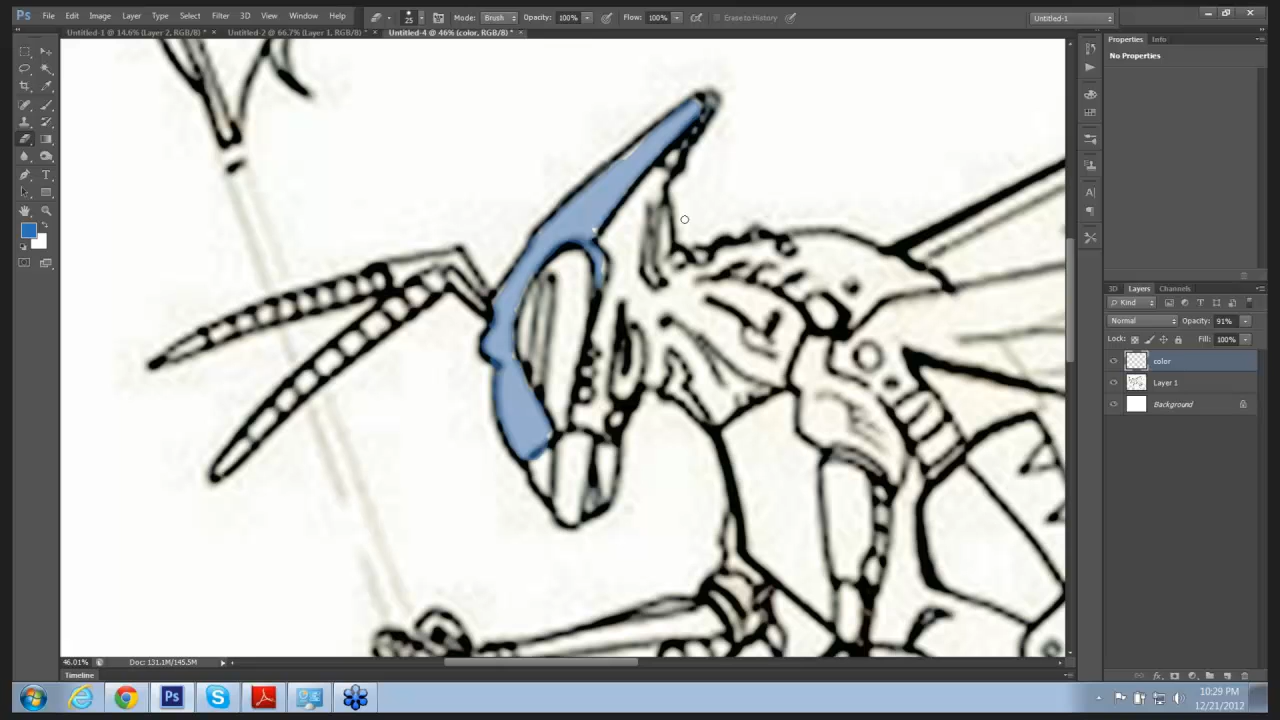 Ps File Edit Image Layer Type Select Filter 3D View Window Help
25 Mode: Brush Opacity: 100% Flow: 100% Erase to History Untitled-1
Untitled-1 @ 14.6% (Layer 2, RGB/8) * × Untitled-2 @ 66.7% (Layer 1, RGB/8) * × Untitled-4 @ 46% (color, RGB/8) * ×
Properties Info
No Properties
3D Layers Channels
Kind
Normal Opacity: 91%
Lock: Fill: 100%
color
Layer 1
Background
46.01% Doc: 131.1M/145.5M
Timeline
Ps
10:29 PM
12/21/2012